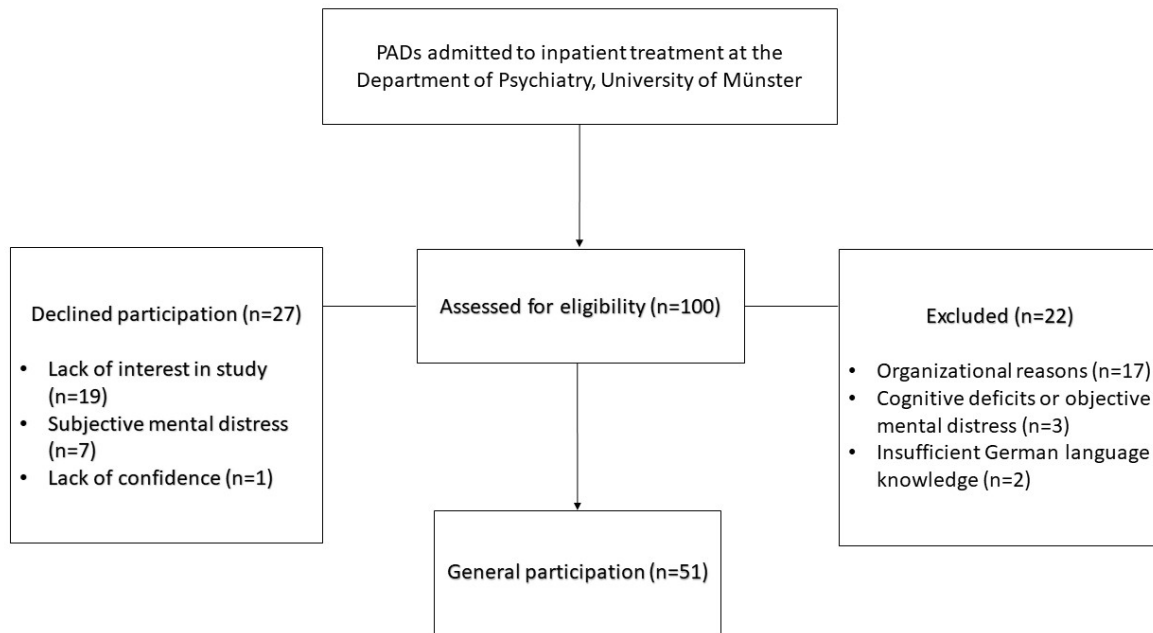 PADs admitted to inpatient treatment at the
Department of Psychiatry, University of Münster
Declined participation (n=27)
• Lack of interest in study
(n=19)
• Subjective mental distress
(n=7)
• Lack of confidence (n=1)
Assessed for eligibility (n=100)
Excluded (n=22)
• Organizational reasons (n=17)
• Cognitive deficits or objective
mental distress (n=3)
• Insufficient German language
knowledge (n=2)
General participation (n=51)